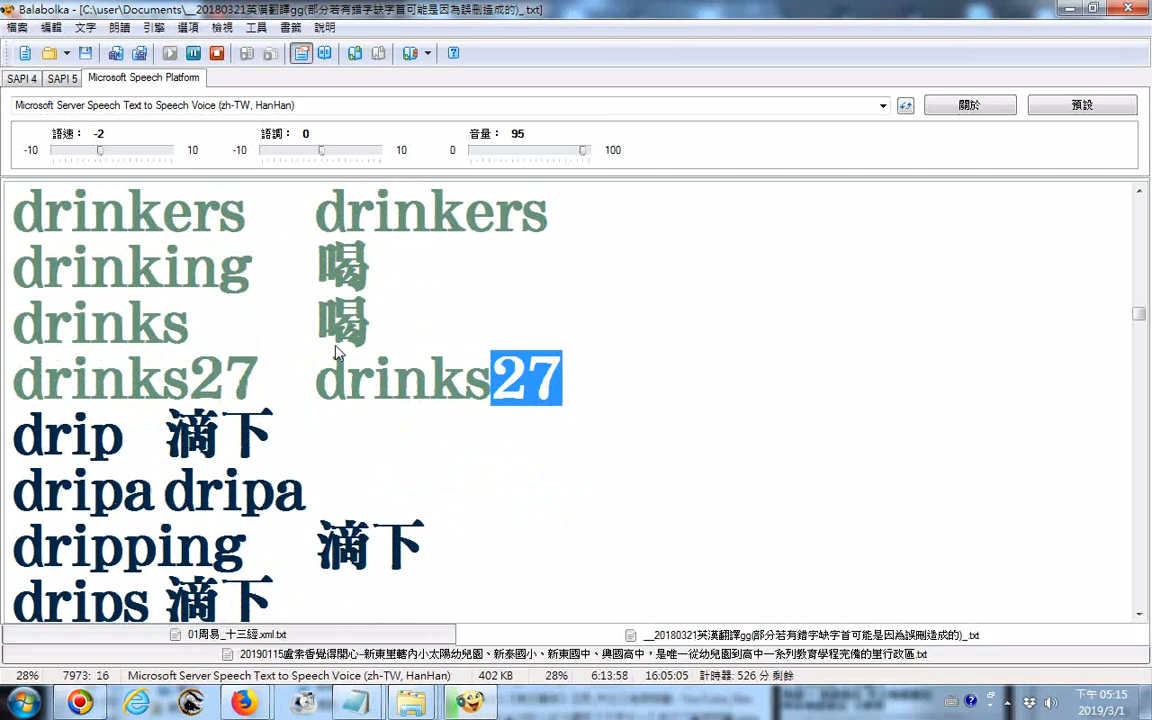 Balabolka - [C:\user\Documents\__20180321英漢翻譯gg(部分若有錯字缺字首可能是因為誤刪造成的)_.txt]
檔案 編輯 文字 朗讀 引擎 選項 檢視 工具 書籤 說明
SAPI 4 SAPI 5 Microsoft Speech Platform
Microsoft Server Speech Text to Speech Voice (zh-TW, HanHan) 關於 預設
語速： -2 語調： 0 音量： 95
-10 10 -10 10 0 100
drinkers drinkers
drinking 喝
drinks 喝
drinks27 drinks27
drip 滴下
dripa dripa
dripping 滴下
drips 滴下
01周易_十三經.xml.txt __20180321英漢翻譯gg(部分若有錯字缺字首可能是因為誤刪造成的)_.txt
20190115盧素香覺得開心-新東里轄內小太陽幼兒園、新泰國小、新東國中、興國高中，是唯一從幼兒園到高中一系列教育學程完備的里行政區.txt
28% 7973: 16 Microsoft Server Speech Text to Speech Voice (zh-TW, HanHan) 402 KB 28% 6:13:58 16:05:05 計時器: 526 分 剩餘
下午 05:15
2019/3/1